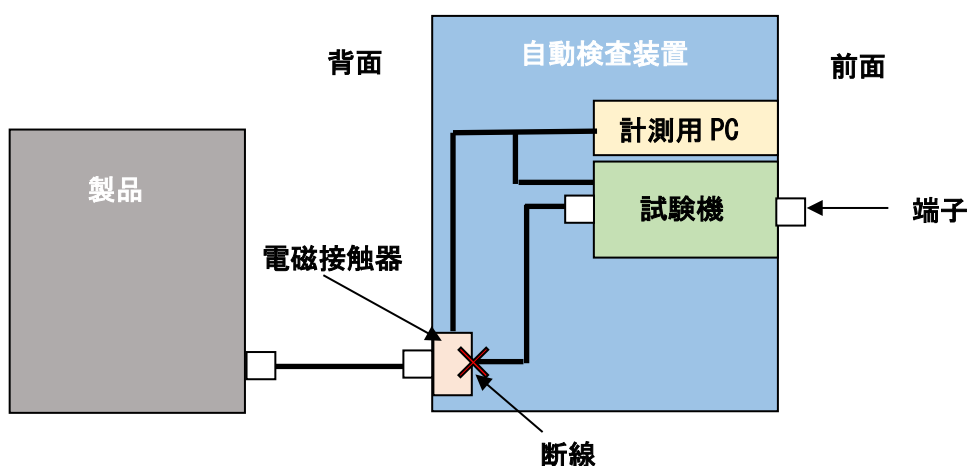 自動検査装置
背面
前面
計測用 PC
製品
試験機
端子
電磁接触器
断線